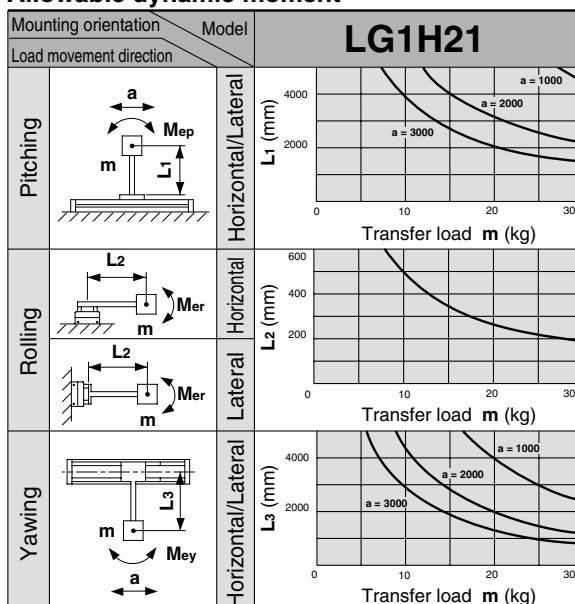 Allowable dynamic moment
Mounting orientation
Model
Load movement direction
LG1H21
Pitching
a
Mep
m
L1
Horizontal/Lateral
L1 (mm)
4000
2000
a = 1000
a = 2000
a = 3000
0
10
20
30
Transfer load m (kg)
Rolling
L2
Mer
m
Horizontal
L2
Mer
m
Lateral
L2 (mm)
600
400
200
0
10
20
30
Transfer load m (kg)
Yawing
L3
m
Mey
a
Horizontal/Lateral
L3 (mm)
4000
2000
a = 1000
a = 2000
a = 3000
0
10
20
30
Transfer load m (kg)